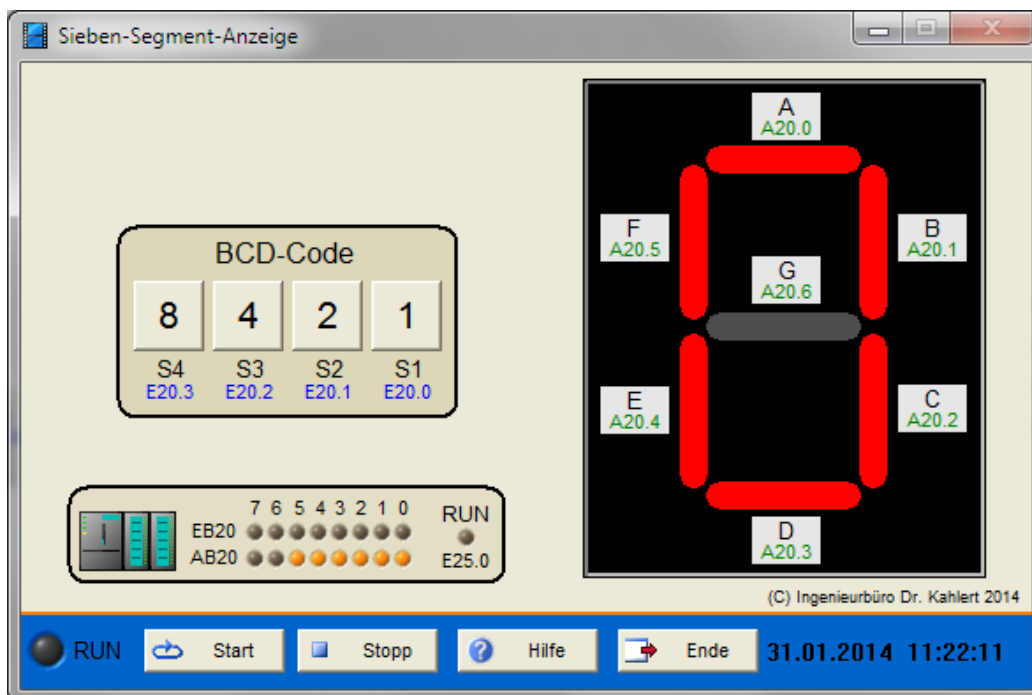 Sieben-Segment-Anzeige
A
A20.0
F
A20.5
B
A20.1
G
A20.6
BCD-Code
8 4 2 1
S4 S3 S2 S1
E20.3 E20.2 E20.1 E20.0
E
A20.4
C
A20.2
D
A20.3
7 6 5 4 3 2 1 0
RUN
EB20
AB20
E25.0
(C) Ingenieurbüro Dr. Kahlert 2014
RUN Start Stopp ? Hilfe Ende 31.01.2014 11:22:11